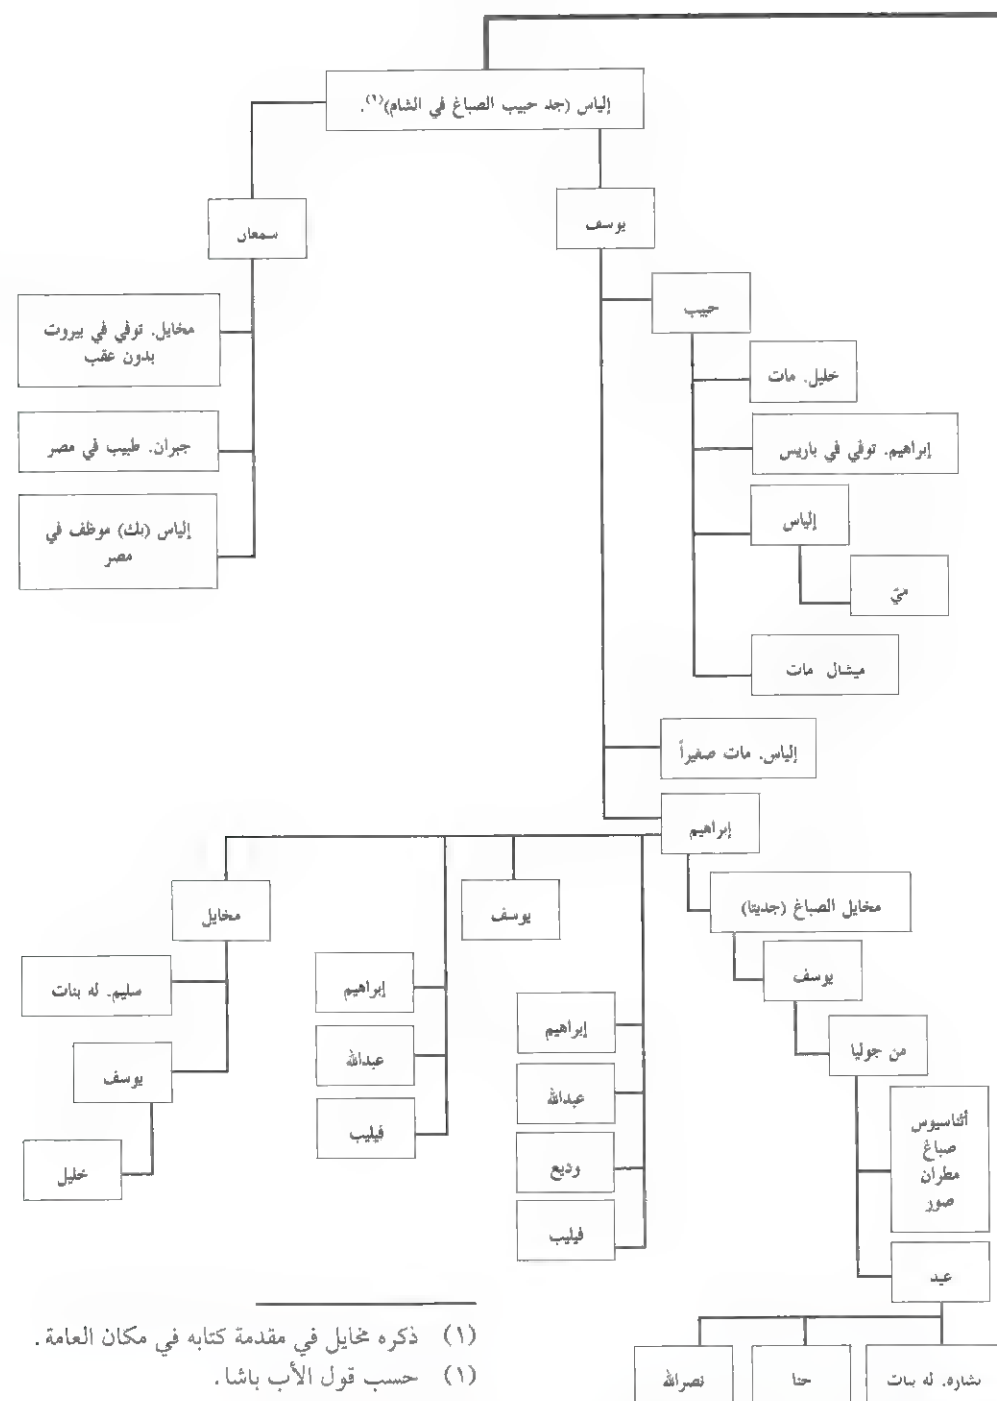 إلياس (جد حبيب الصباغ في الشام)(١).
يوسف
سمعان
حبيب
مخايل. توفي في بيروت
بدون عقب
خليل. مات
جبران. طبيب في مصر
إبراهيم. توفي في باريس
إلياس (بك) موظف في
مصر
إلياس
ميّ
ميشال مات
إلياس. مات صغيراً
إبراهيم
مخايل الصباغ (جديتا)
يوسف
مخايل
يوسف
سليم. له بنات
إبراهيم
إبراهيم
من جوليا
عبدالله
يوسف
عبدالله
أثناسيوس
صباغ
مطران
صور
فيليب
وديع
خليل
فيليب
عيد
بشاره. له بنات
حنا
نصرالله
(١) ذكره مخايل في مقدمة كتابه في مكان العامة.
(١) حسب قول الأب باشا.